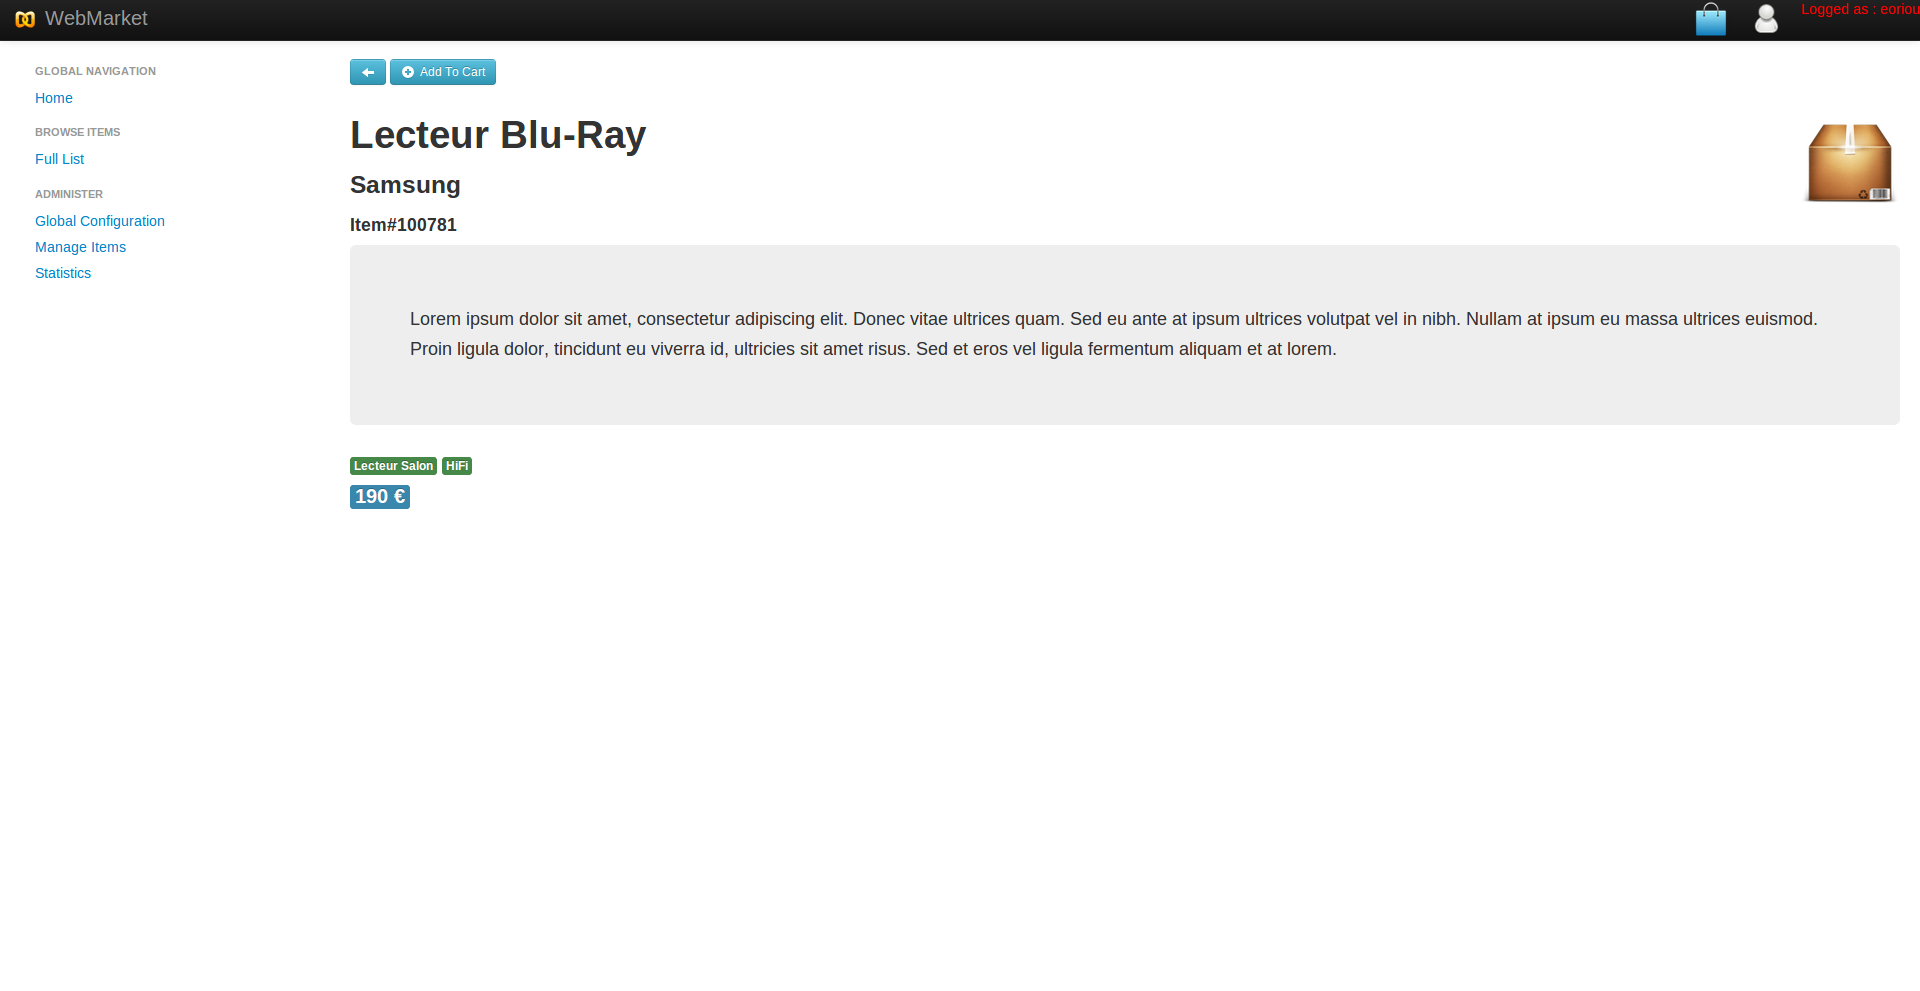 WebMarket
Logged as : eoriou
GLOBAL NAVIGATION
Home
BROWSE ITEMS
Full List
ADMINISTER
Global Configuration
Manage Items
Statistics
Add To Cart
Lecteur Blu-Ray
Samsung
Item#100781
Lorem ipsum dolor sit amet, consectetur adipiscing elit. Donec vitae ultrices quam. Sed eu ante at ipsum ultrices volutpat vel in nibh. Nullam at ipsum eu massa ultrices euismod.
Proin ligula dolor, tincidunt eu viverra id, ultricies sit amet risus. Sed et eros vel ligula fermentum aliquam et at lorem.
Lecteur Salon HiFi
190 €